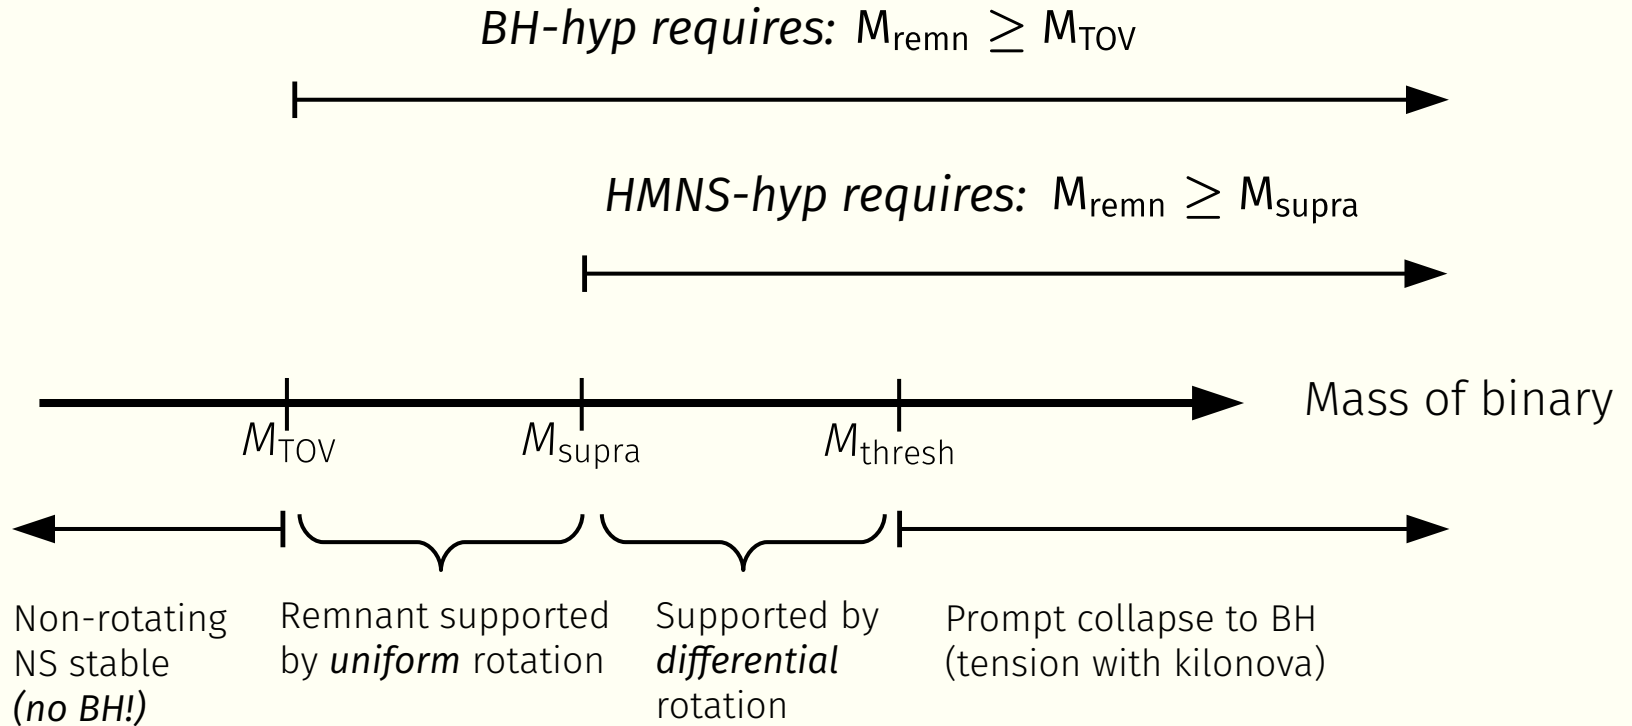 BH-hyp requires: M_remn ≥ M_TOV
HMNS-hyp requires: M_remn ≥ M_supra
Mass of binary
M_TOV
M_supra
M_thresh
Non-rotating
NS stable
(no BH!)
Remnant supported
by uniform rotation
Supported by
differential
rotation
Prompt collapse to BH
(tension with kilonova)